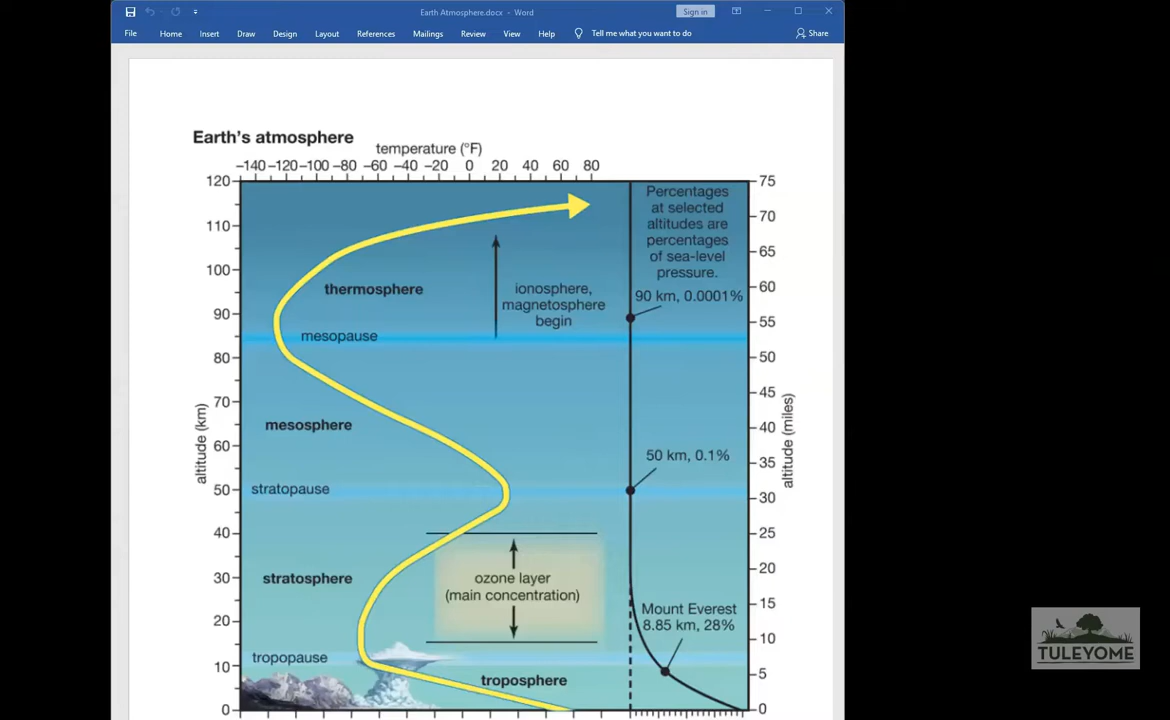 Earth Atmosphere.docx - Word
Sign in
File Home Insert Draw Design Layout References Mailings Review View Help Tell me what you want to do Share
Earth's atmosphere
temperature (°F)
−140 −120 −100 −80 −60 −40 −20 0 20 40 60 80
120 75
Percentages
at selected
altitudes are
percentages
of sea-level
pressure.
70
110
65
100
60
thermosphere
ionosphere,
magnetosphere
begin
90 km, 0.0001%
90 55
mesopause
80 50
45
70
altitude (km)
altitude (miles)
mesosphere
40
60
35
50 km, 0.1%
stratopause
50 30
40 25
20
stratosphere
30
ozone layer
(main concentration)
15
20
Mount Everest
8.85 km, 28%
10
tropopause
10 5
troposphere
0 0
TULEYOME